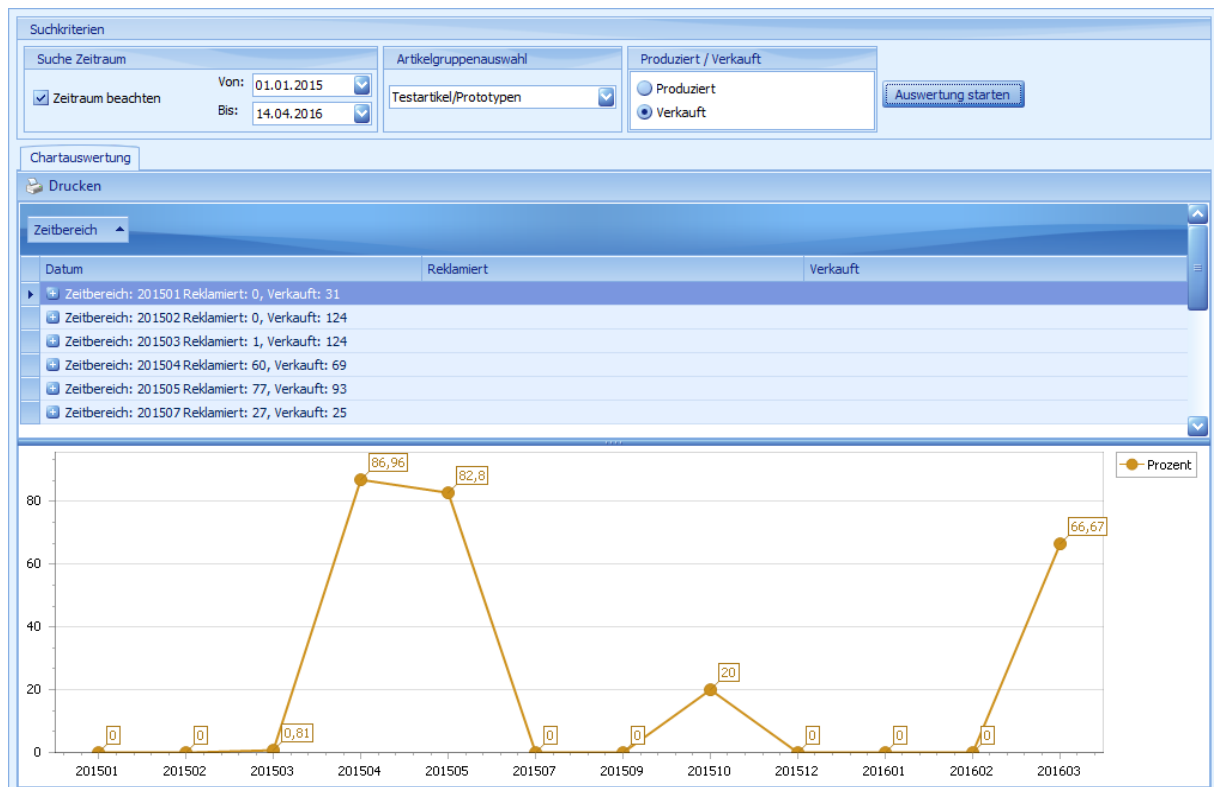 Suchkriterien
Suche Zeitraum
Zeitraum beachten
Von: 01.01.2015
Bis: 14.04.2016
Artikelgruppenauswahl
Testartikel/Prototypen
Produziert / Verkauft
Produziert
Verkauft
Auswertung starten
Chartauswertung
Drucken
Zeitbereich
Datum Reklamiert Verkauft
Zeitbereich: 201501 Reklamiert: 0, Verkauft: 31
Zeitbereich: 201502 Reklamiert: 0, Verkauft: 124
Zeitbereich: 201503 Reklamiert: 1, Verkauft: 124
Zeitbereich: 201504 Reklamiert: 60, Verkauft: 69
Zeitbereich: 201505 Reklamiert: 77, Verkauft: 93
Zeitbereich: 201507 Reklamiert: 27, Verkauft: 25
80
60
40
20
0
0 0 0,81 86,96 82,8 0 0 20 0 0 0 66,67
Prozent
201501 201502 201503 201504 201505 201507 201509 201510 201512 201601 201602 201603